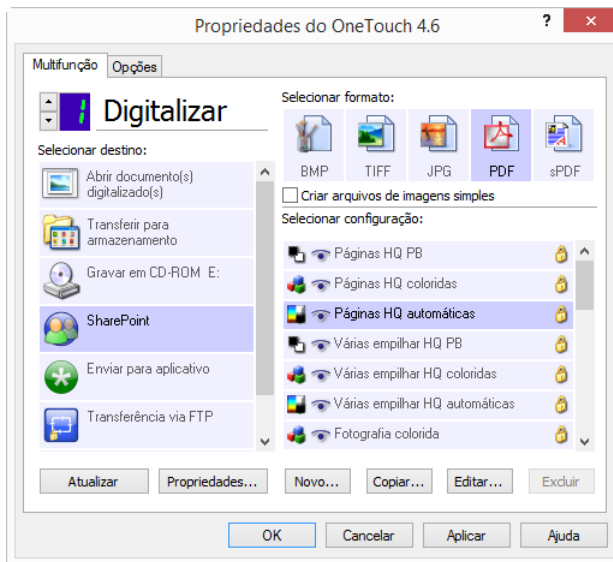 Propriedades do OneTouch 4.6
?
×
Multifunção
Opções
1
Digitalizar
Selecionar destino:
Abrir documento(s)
digitalizado(s)
Transferir para
armazenamento
Gravar em CD-ROM E:
SharePoint
Enviar para aplicativo
Transferência via FTP
Selecionar formato:
BMP
TIFF
JPG
PDF
sPDF
Criar arquivos de imagens simples
Selecionar configuração:
Páginas HQ PB
Páginas HQ coloridas
Páginas HQ automáticas
Várias empilhar HQ PB
Várias empilhar HQ coloridas
Várias empilhar HQ automáticas
Fotografia colorida
Atualizar
Propriedades...
Novo...
Copiar...
Editar...
Excluir
OK
Cancelar
Aplicar
Ajuda